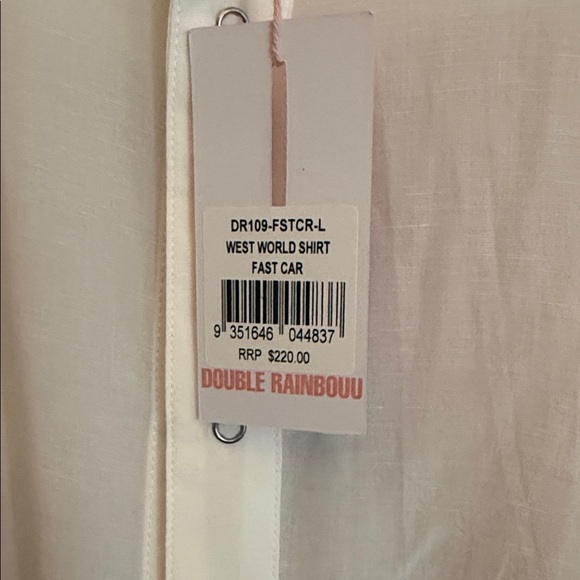 DR109-FSTCR-L
WEST WORLD SHIRT
FAST CAR
9 351646 044837
RRP $220.00
DOUBLE RAINBOUU